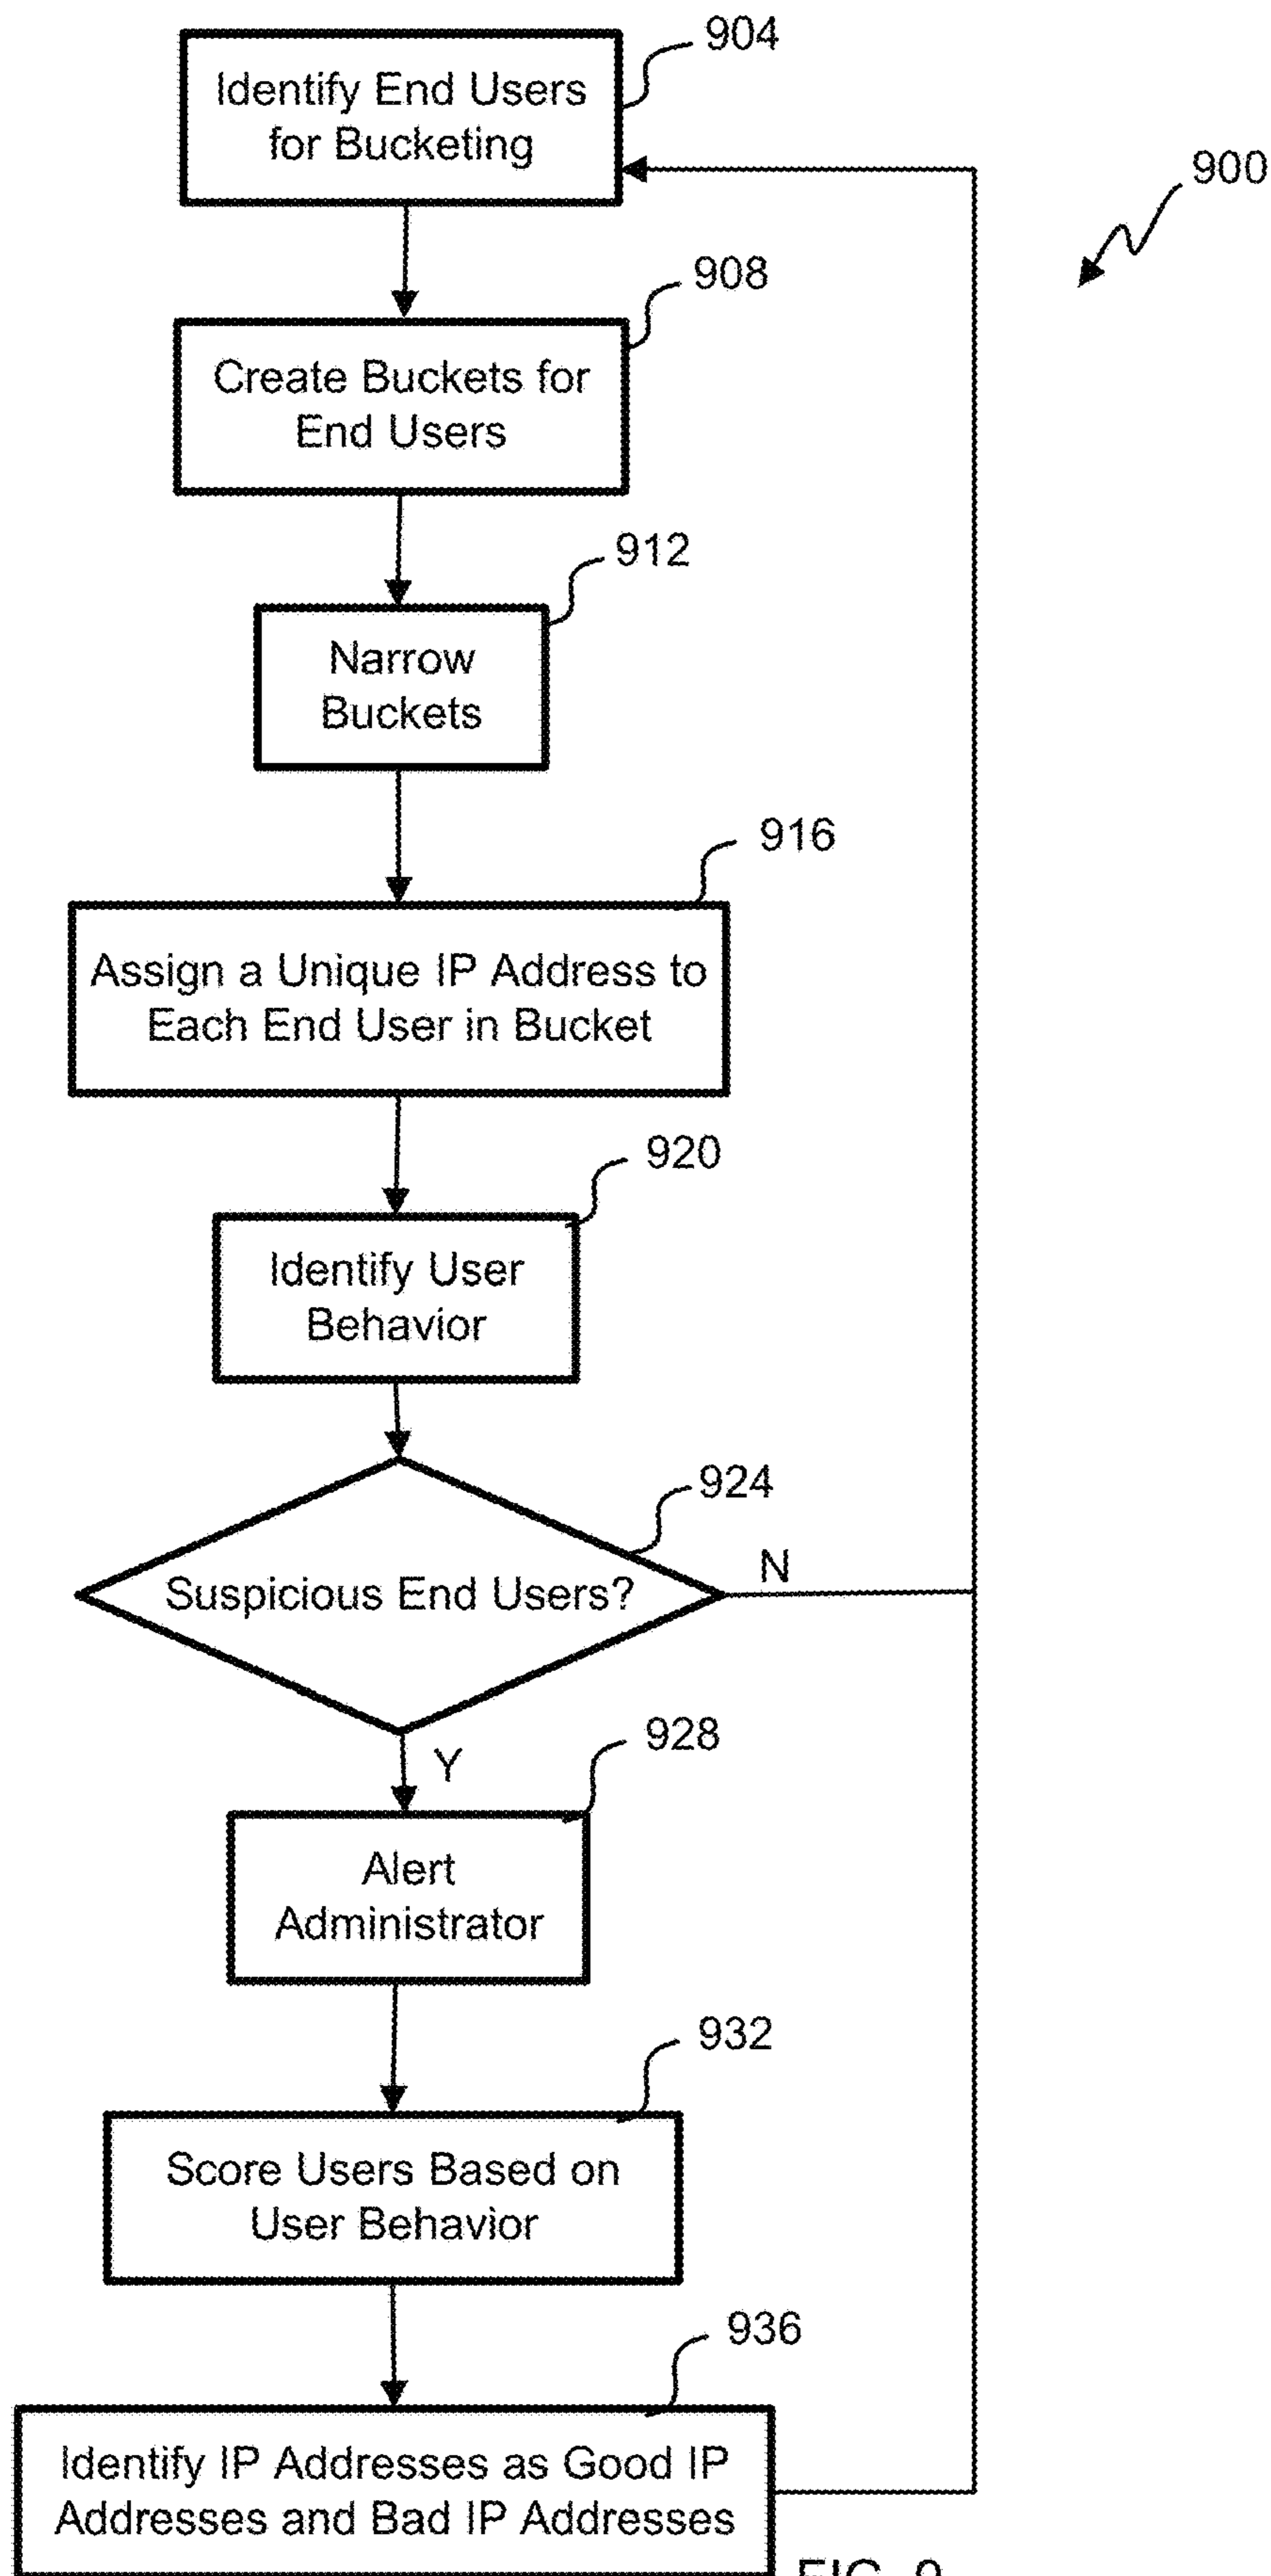 904
Identify End Users
for Bucketing
900
908
Create Buckets for
End Users
912
Narrow
Buckets
916
Assign a Unique IP Address to
Each End User in Bucket
920
Identify User
Behavior
924
Suspicious End Users?
N
Y
928
Alert
Administrator
932
Score Users Based on
User Behavior
936
Identify IP Addresses as Good IP
Addresses and Bad IP Addresses
FIG. 9